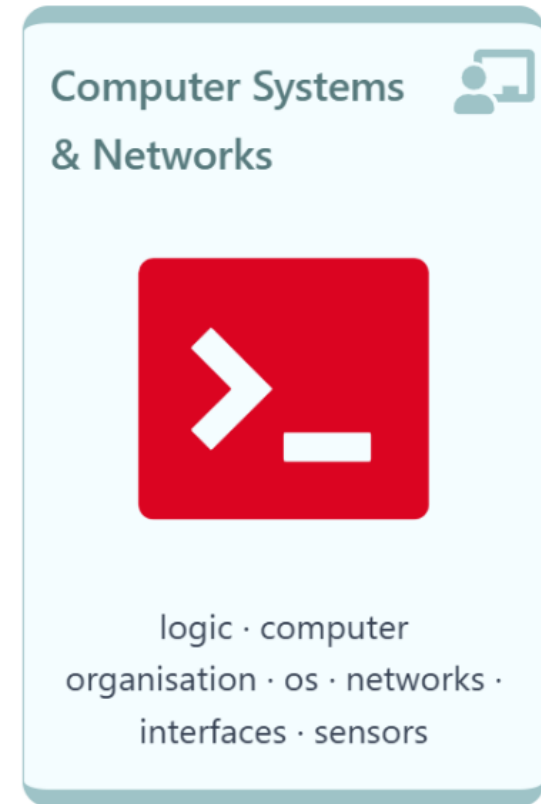 Computer Systems
& Networks
logic · computer
organisation · os · networks ·
interfaces · sensors